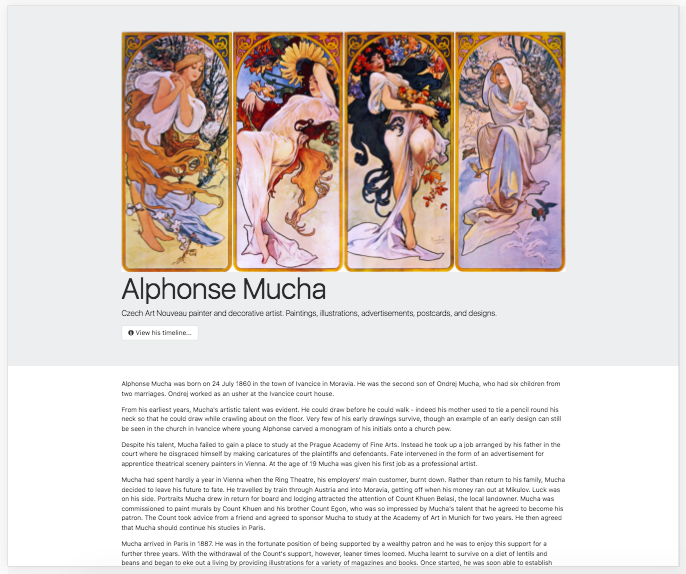 Alphonse Mucha
Czech Art Nouveau painter and decorative artist. Paintings, illustrations, advertisements, postcards, and designs.
View his timeline...
Alphonse Mucha was born on 24 July 1860 in the town of Ivancice in Moravia. He was the second son of Ondrej Mucha, who had six children from
two marriages. Ondrej worked as an usher at the Ivancice court house.
From his earliest years, Mucha's artistic talent was evident. He could draw before he could walk - indeed his mother used to tie a pencil round his
neck so that he could draw while crawling about on the floor. Very few of his early drawings survive, though an example of an early design can still
be seen in the church in Ivancice where young Alphonse carved a monogram of his initials onto a church pew.
Despite his talent, Mucha failed to gain a place to study at the Prague Academy of Fine Arts. Instead he took up a job arranged by his father in the
court where he disgraced himself by making caricatures of the plaintiffs and defendants. Fate intervened in the form of an advertisement for
apprentice theatrical scenery painters in Vienna. At the age of 19 Mucha was given his first job as a professional artist.
Mucha had spent hardly a year in Vienna when the Ring Theatre, his employers' main customer, burnt down. Rather than return to his family, Mucha
decided to leave his future to fate. He travelled by train through Austria and into Moravia, getting off when his money ran out at Mikulov. Luck was
on his side. Portraits Mucha drew in return for board and lodging attracted the attention of Count Khuen Belasi, the local landowner. Mucha was
commissioned to paint murals by Count Khuen and his brother Count Egon, who was so impressed by Mucha's talent that he agreed to become his
patron. The Count took advice from a friend and agreed to sponsor Mucha to study at the Academy of Art in Munich for two years. He then agreed
that Mucha should continue his studies in Paris.
Mucha arrived in Paris in 1887. He was in the fortunate position of being supported by a wealthy patron and he was to enjoy this support for a
further three years. With the withdrawal of the Count's support, however, leaner times loomed. Mucha learnt to survive on a diet of lentils and
beans and began to eke out a living by providing illustrations for a variety of magazines and books. Once started, he was soon able to establish